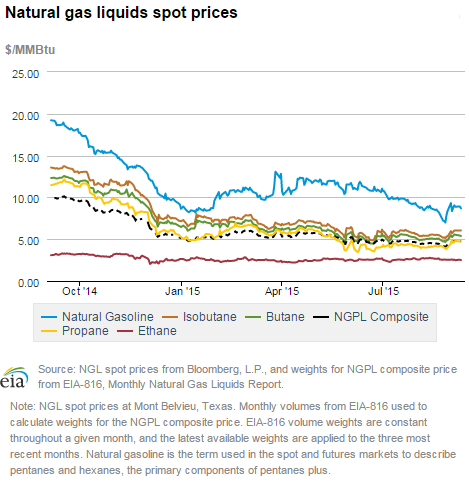 Natural gas liquids spot prices
$/MMBtu
25.00
20.00
15.00
10.00
5.00
0.00
Oct '14 Jan '15 Apr '15 Jul '15
Natural Gasoline Isobutane Butane NGPL Composite
Propane Ethane
eia
Source: NGL spot prices from Bloomberg, L.P., and weights for NGPL composite price
from EIA-816, Monthly Natural Gas Liquids Report.
Note: NGL spot prices at Mont Belvieu, Texas. Monthly volumes from EIA-816 used to
calculate weights for the NGPL composite price. EIA-816 volume weights are constant
throughout a given month, and the latest available weights are applied to the three most
recent months. Natural gasoline is the term used in the spot and futures markets to describe
pentanes and hexanes, the primary components of pentanes plus.